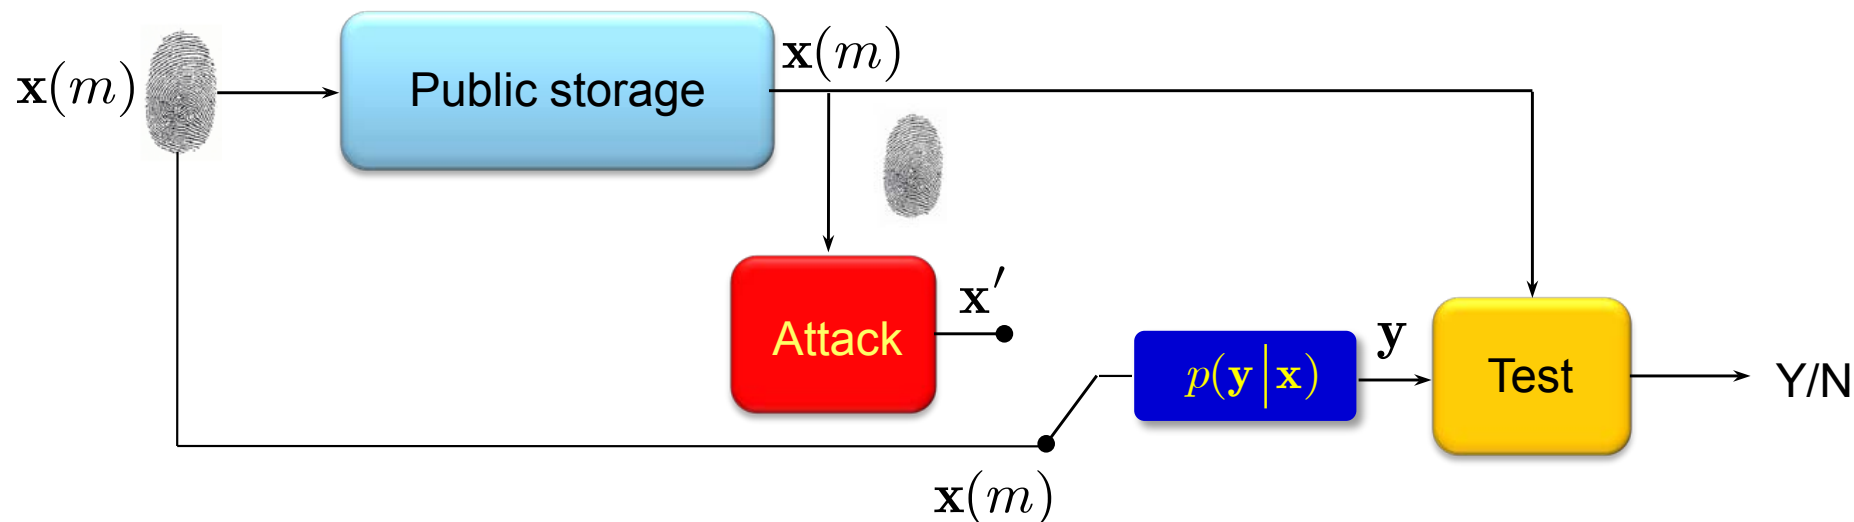 x(m)
Public storage
x(m)
Attack
x′
x(m)
p(y|x)
y
Test
Y/N